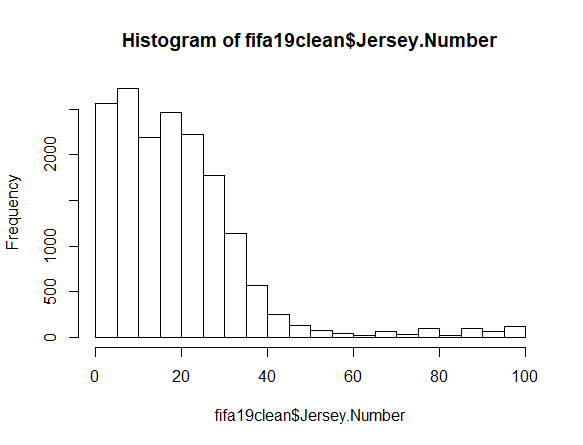 Histogram of fifa19clean$Jersey.Number
Frequency
2000
1000
500
0
0 20 40 60 80 100
fifa19clean$Jersey.Number